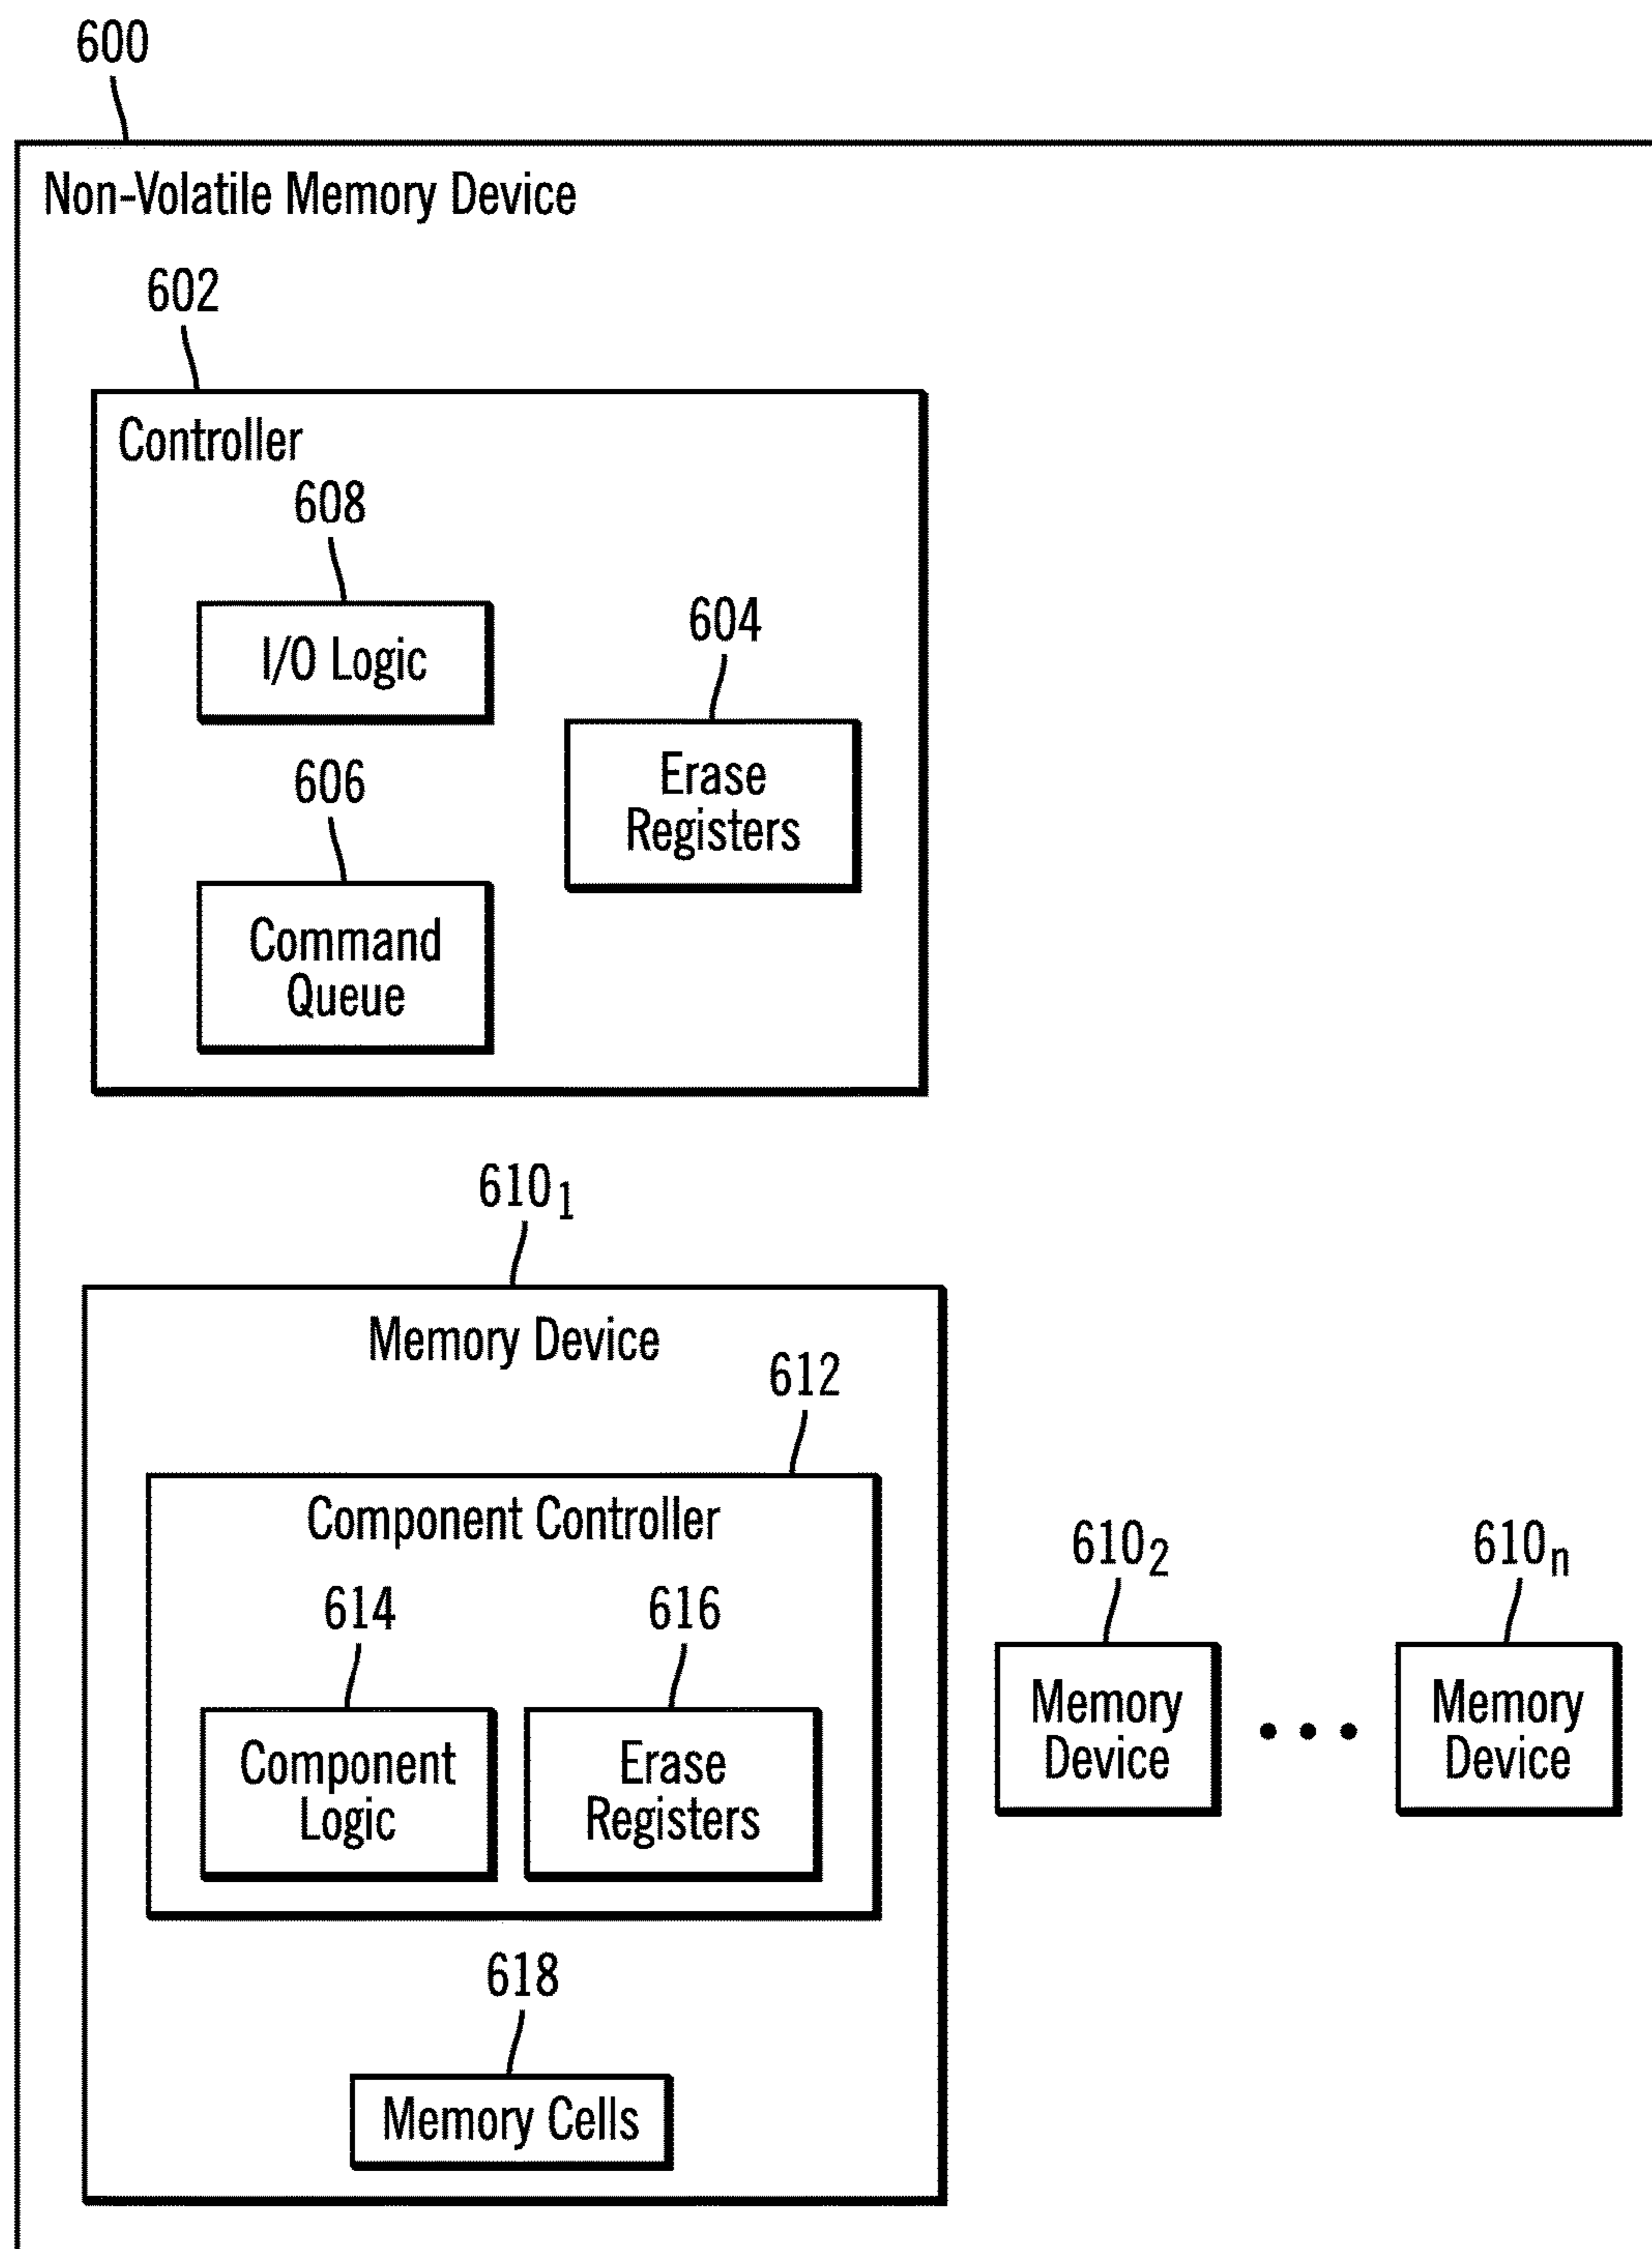 600
Non-Volatile Memory Device
602
Controller
608
I/O Logic
604
Erase
Registers
606
Command
Queue
610₁
Memory Device
612
Component Controller
614
616
Component
Logic
Erase
Registers
618
Memory Cells
610₂
Memory
Device
• • •
610ₙ
Memory
Device